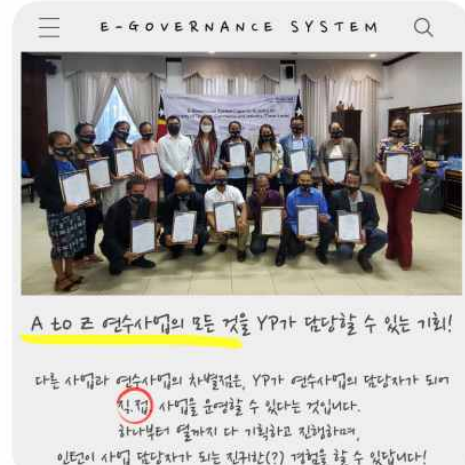 E-GOVERNANCE SYSTEM
A to Z 연수사업의 모든 것을 YP가 담당할 수 있는 기회!
다른 사업과 연수사업의 차별점은, YP가 연수사업의 담당자가 되어
직.접 사업을 운영할 수 있다는 것입니다.
하나부터 열까지 다 기획하고 진행하며,
인턴이 사업 담당자가 되는 진귀한(?) 경험을 할 수 있답니다!